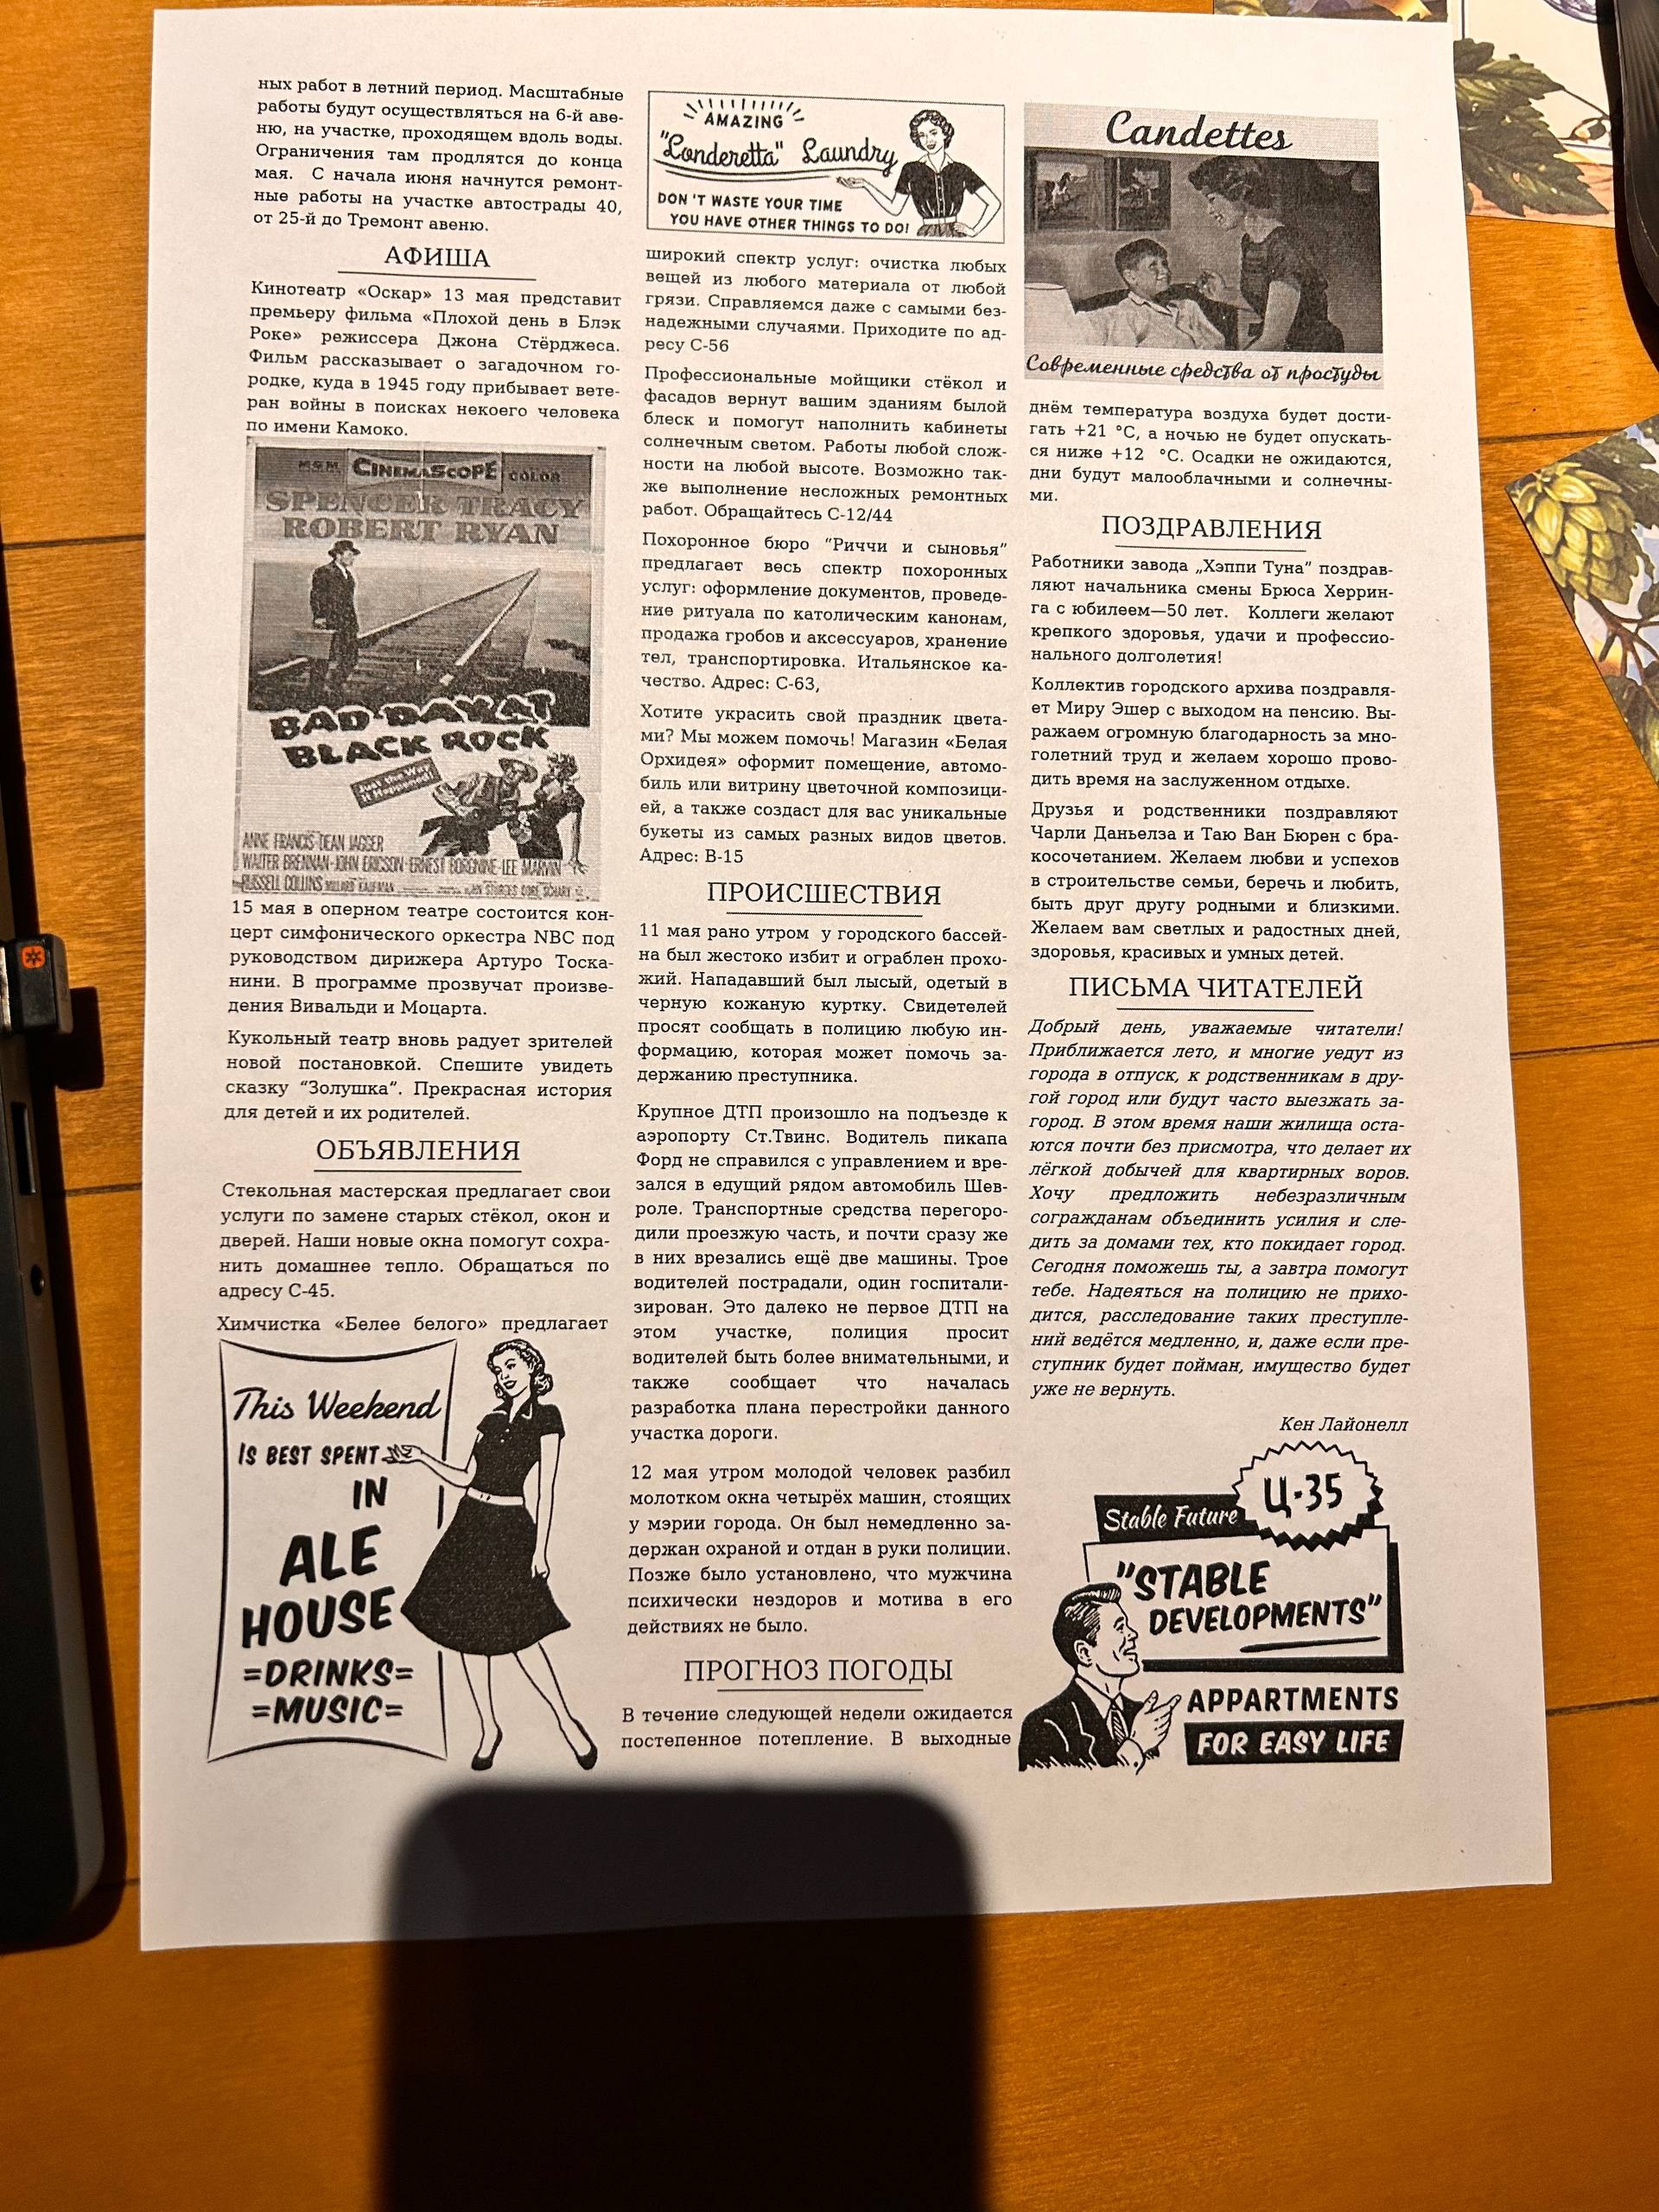 ных работ в летний период. Масштабные
работы будут осуществляться на 6-й аве-
ню, на участке, проходящем вдоль воды.
Ограничения там продлятся до конца
мая. С начала июня начнутся ремонт-
ные работы на участке автострады 40,
от 25-й до Тремонт авеню.
АФИША
Кинотеатр «Оскар» 13 мая представит
премьеру фильма «Плохой день в Блэк
Роке» режиссера Джона Стёрджеса.
Фильм рассказывает о загадочном го-
родке, куда в 1945 году прибывает вете-
ран войны в поисках некоего человека
по имени Камоко.
M-G-M CINEMASCOPE COLOR
SPENCER TRACY
ROBERT RYAN
BAD DAY AT
BLACK ROCK
Just the Way
It Happened!
ANNE FRANCIS-DEAN JAGGER
WALTER BRENNAN-JOHN ERICSON-ERNEST BORGNINE-LEE MARVIN
RUSSELL COLLINS MILLARD KAUFMAN JOHN STURGES DORE SCHARY
15 мая в оперном театре состоится кон-
церт симфонического оркестра NBC под
руководством дирижера Артуро Тоска-
нини. В программе прозвучат произве-
дения Вивальди и Моцарта.
Кукольный театр вновь радует зрителей
новой постановкой. Спешите увидеть
сказку “Золушка”. Прекрасная история
для детей и их родителей.
ОБЪЯВЛЕНИЯ
Стекольная мастерская предлагает свои
услуги по замене старых стёкол, окон и
дверей. Наши новые окна помогут сохра-
нить домашнее тепло. Обращаться по
адресу С-45.
Химчистка «Белее белого» предлагает
This Weekend
IS BEST SPENT
IN
ALE
HOUSE
=DRINKS=
=MUSIC=
AMAZING
"Londeretta" Laundry
DON'T WASTE YOUR TIME
YOU HAVE OTHER THINGS TO DO!
широкий спектр услуг: очистка любых
вещей из любого материала от любой
грязи. Справляемся даже с самыми без-
надежными случаями. Приходите по ад-
ресу С-56
Профессиональные мойщики стёкол и
фасадов вернут вашим зданиям былой
блеск и помогут наполнить кабинеты
солнечным светом. Работы любой слож-
ности на любой высоте. Возможно так-
же выполнение несложных ремонтных
работ. Обращайтесь С-12/44
Похоронное бюро “Риччи и сыновья”
предлагает весь спектр похоронных
услуг: оформление документов, проведе-
ние ритуала по католическим канонам,
продажа гробов и аксессуаров, хранение
тел, транспортировка. Итальянское ка-
чество. Адрес: С-63,
Хотите украсить свой праздник цвета-
ми? Мы можем помочь! Магазин «Белая
Орхидея» оформит помещение, автомо-
биль или витрину цветочной композици-
ей, а также создаст для вас уникальные
букеты из самых разных видов цветов.
Адрес: В-15
ПРОИСШЕСТВИЯ
11 мая рано утром у городского бассей-
на был жестоко избит и ограблен прохо-
жий. Нападавший был лысый, одетый в
черную кожаную куртку. Свидетелей
просят сообщать в полицию любую ин-
формацию, которая может помочь за-
держанию преступника.
Крупное ДТП произошло на подъезде к
аэропорту Ст.Твинс. Водитель пикапа
Форд не справился с управлением и вре-
зался в едущий рядом автомобиль Шев-
роле. Транспортные средства перегоро-
дили проезжую часть, и почти сразу же
в них врезались ещё две машины. Трое
водителей пострадали, один госпитали-
зирован. Это далеко не первое ДТП на
этом участке, полиция просит
водителей быть более внимательными, и
также сообщает что началась
разработка плана перестройки данного
участка дороги.
12 мая утром молодой человек разбил
молотком окна четырёх машин, стоящих
у мэрии города. Он был немедленно за-
держан охраной и отдан в руки полиции.
Позже было установлено, что мужчина
психически нездоров и мотива в его
действиях не было.
ПРОГНОЗ ПОГОДЫ
В течение следующей недели ожидается
постепенное потепление. В выходные
Candettes
Современные средства от простуды
днём температура воздуха будет дости-
гать +21 °C, а ночью не будет опускать-
ся ниже +12 °C. Осадки не ожидаются,
дни будут малооблачными и солнечны-
ми.
ПОЗДРАВЛЕНИЯ
Работники завода „Хэппи Туна” поздрав-
ляют начальника смены Брюса Херрин-
га с юбилеем—50 лет. Коллеги желают
крепкого здоровья, удачи и профессио-
нального долголетия!
Коллектив городского архива поздравля-
ет Миру Эшер с выходом на пенсию. Вы-
ражаем огромную благодарность за мно-
голетний труд и желаем хорошо прово-
дить время на заслуженном отдыхе.
Друзья и родственники поздравляют
Чарли Даньелза и Таю Ван Бюрен с бра-
косочетанием. Желаем любви и успехов
в строительстве семьи, беречь и любить,
быть друг другу родными и близкими.
Желаем вам светлых и радостных дней,
здоровья, красивых и умных детей.
ПИСЬМА ЧИТАТЕЛЕЙ
Добрый день, уважаемые читатели!
Приближается лето, и многие уедут из
города в отпуск, к родственникам в дру-
гой город или будут часто выезжать за-
город. В этом время наши жилища оста-
ются почти без присмотра, что делает их
лёгкой добычей для квартирных воров.
Хочу предложить небезразличным
согражданам объединить усилия и сле-
дить за домами тех, кто покидает город.
Сегодня поможешь ты, а завтра помогут
тебе. Надеяться на полицию не прихо-
дится, расследование таких преступле-
ний ведётся медленно, и, даже если пре-
ступник будет пойман, имущество будет
уже не вернуть.
Кен Лайонелл
Ц-35
Stable Future
"STABLE
DEVELOPMENTS"
APPARTMENTS
FOR EASY LIFE